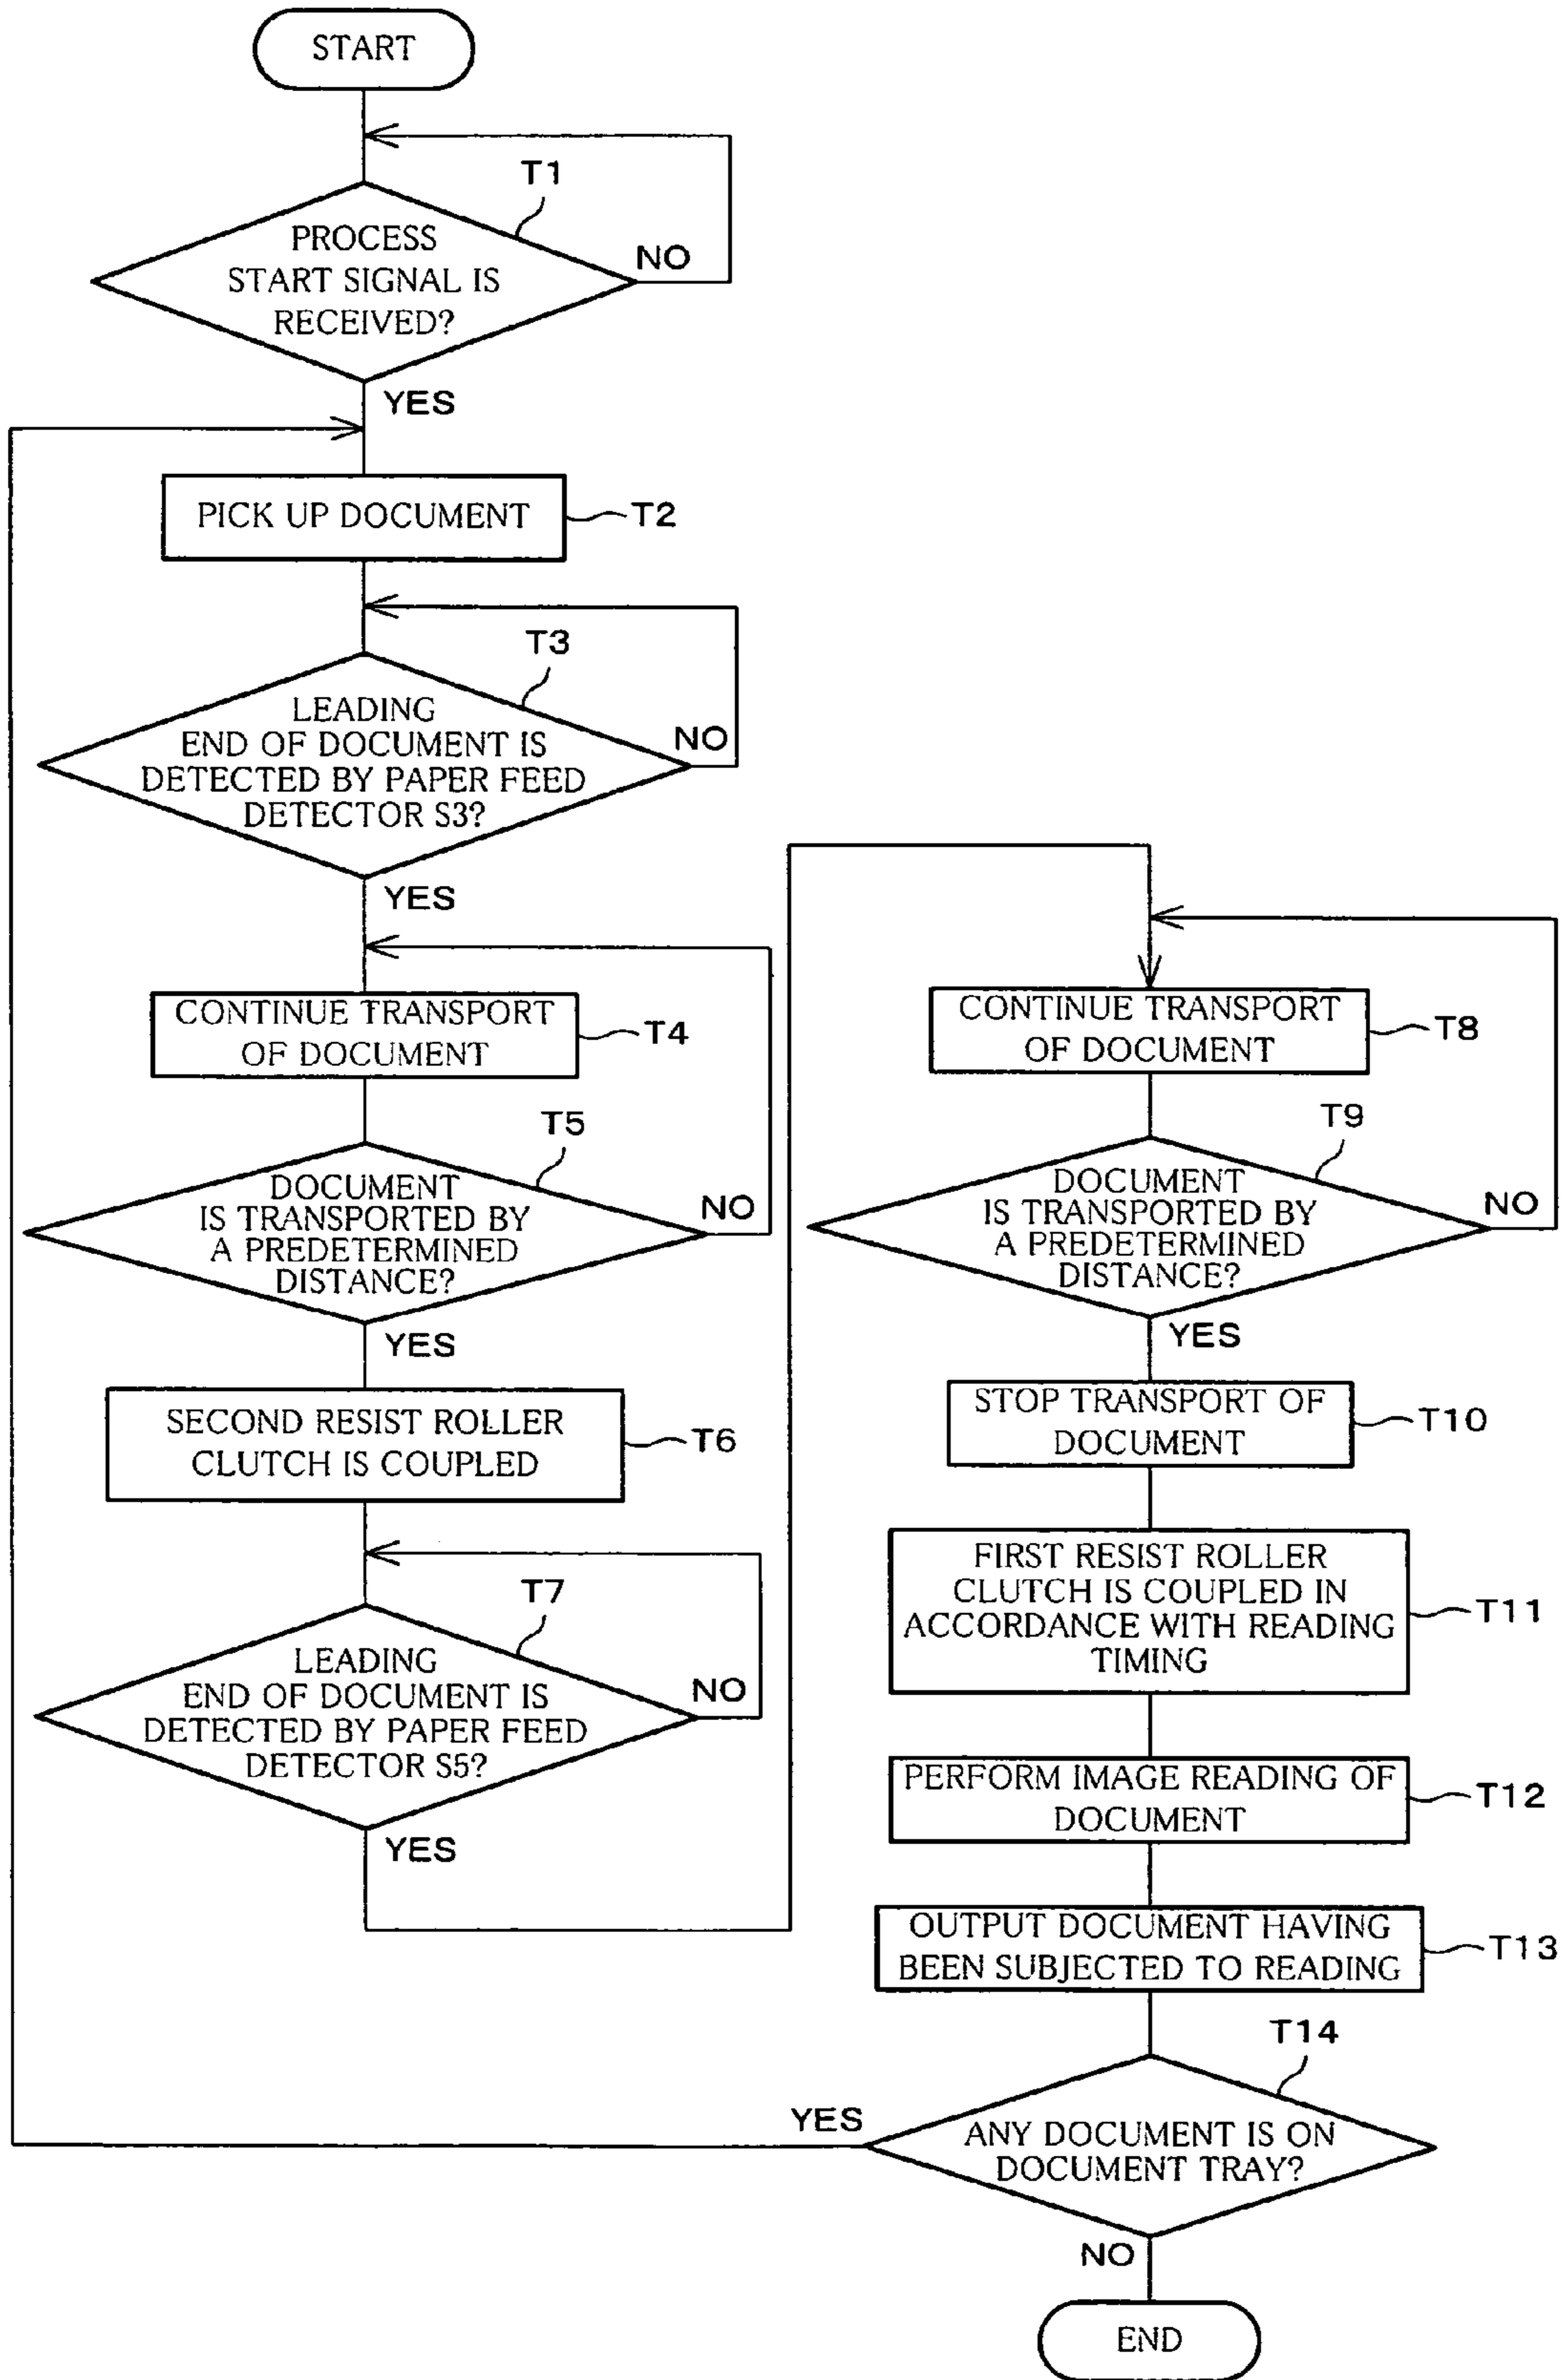 START
T1
PROCESS
START SIGNAL IS
RECEIVED?
NO
YES
PICK UP DOCUMENT
T2
T3
LEADING
END OF DOCUMENT IS
DETECTED BY PAPER FEED
DETECTOR S3?
NO
YES
CONTINUE TRANSPORT
OF DOCUMENT
T4
T5
DOCUMENT
IS TRANSPORTED BY
A PREDETERMINED
DISTANCE?
NO
YES
SECOND RESIST ROLLER
CLUTCH IS COUPLED
T6
T7
LEADING
END OF DOCUMENT IS
DETECTED BY PAPER FEED
DETECTOR S5?
NO
YES
CONTINUE TRANSPORT
OF DOCUMENT
T8
T9
DOCUMENT
IS TRANSPORTED BY
A PREDETERMINED
DISTANCE?
NO
YES
STOP TRANSPORT OF
DOCUMENT
T10
FIRST RESIST ROLLER
CLUTCH IS COUPLED IN
ACCORDANCE WITH READING
TIMING
T11
PERFORM IMAGE READING OF
DOCUMENT
T12
OUTPUT DOCUMENT HAVING
BEEN SUBJECTED TO READING
T13
T14
ANY DOCUMENT IS ON
DOCUMENT TRAY?
YES
NO
END